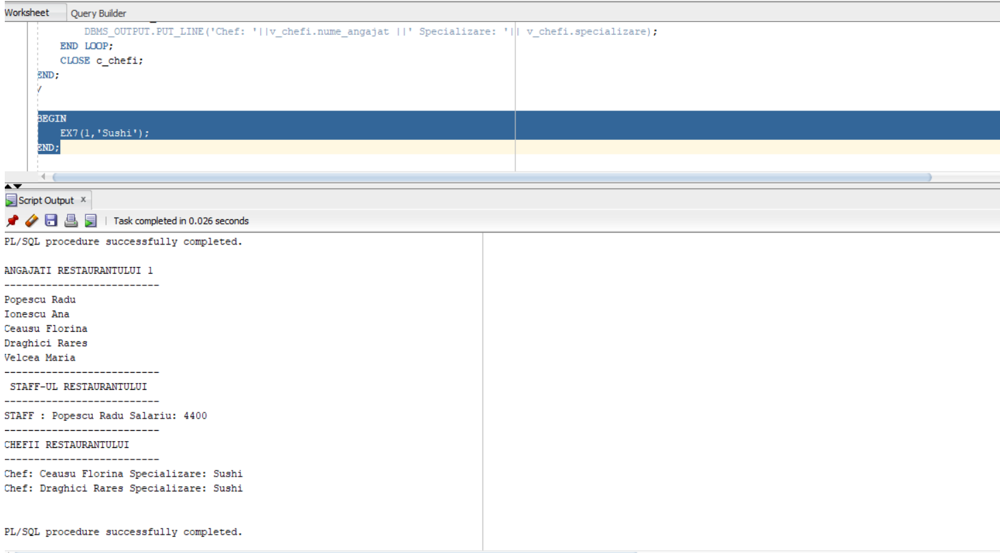 Worksheet Query Builder
DBMS_OUTPUT.PUT_LINE('Chef: '||v_chefi.nume_angajat ||' Specializare: '|| v_chefi.specializare);
END LOOP;
CLOSE c_chefi;
END;
/
BEGIN
EX7(1,'Sushi');
END;
Script Output x
| Task completed in 0.026 seconds
PL/SQL procedure successfully completed.
ANGAJATI RESTAURANTULUI 1
--------------------------
Popescu Radu
Ionescu Ana
Ceausu Florina
Draghici Rares
Velcea Maria
--------------------------
STAFF-UL RESTAURANTULUI
--------------------------
STAFF : Popescu Radu Salariu: 4400
--------------------------
CHEFII RESTAURANTULUI
--------------------------
Chef: Ceausu Florina Specializare: Sushi
Chef: Draghici Rares Specializare: Sushi
PL/SQL procedure successfully completed.